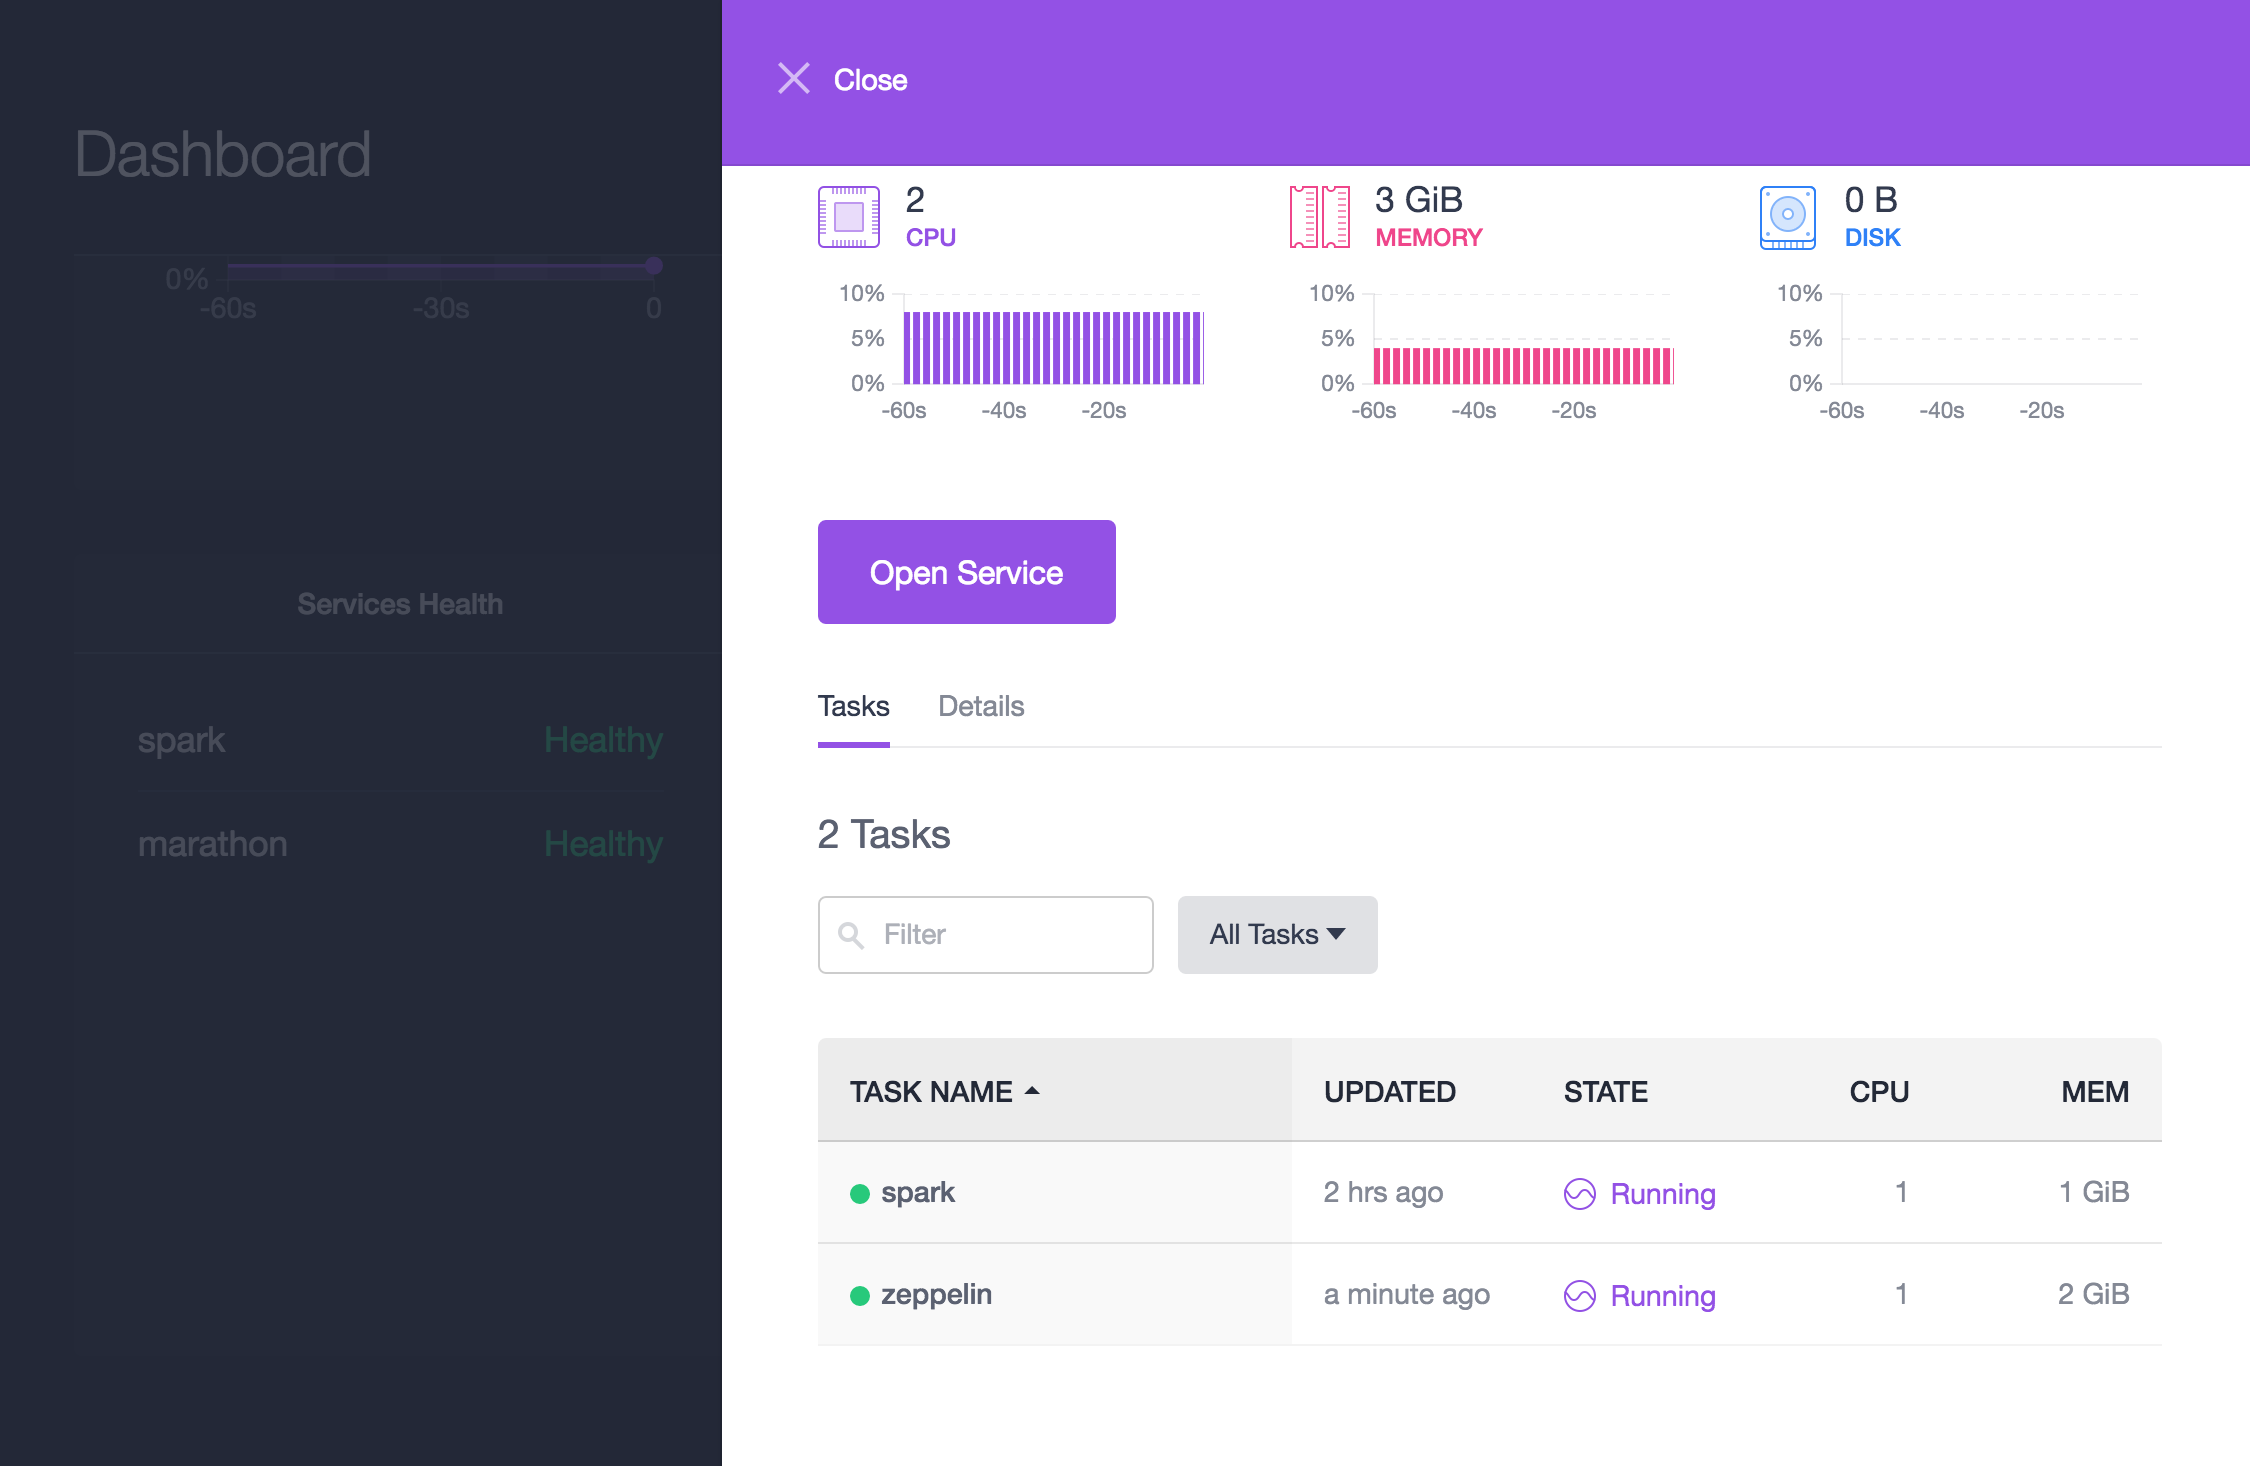 Dashboard
0%
-60s -30s 0
Services Health
spark Healthy
marathon Healthy
Close
2
CPU
10%
5%
0%
-60s -40s -20s
3 GiB
MEMORY
10%
5%
0%
-60s -40s -20s
0 B
DISK
10%
5%
0%
-60s -40s -20s
Open Service
Tasks Details
2 Tasks
Filter All Tasks
TASK NAME UPDATED STATE CPU MEM
spark 2 hrs ago Running 1 1 GiB
zeppelin a minute ago Running 1 2 GiB